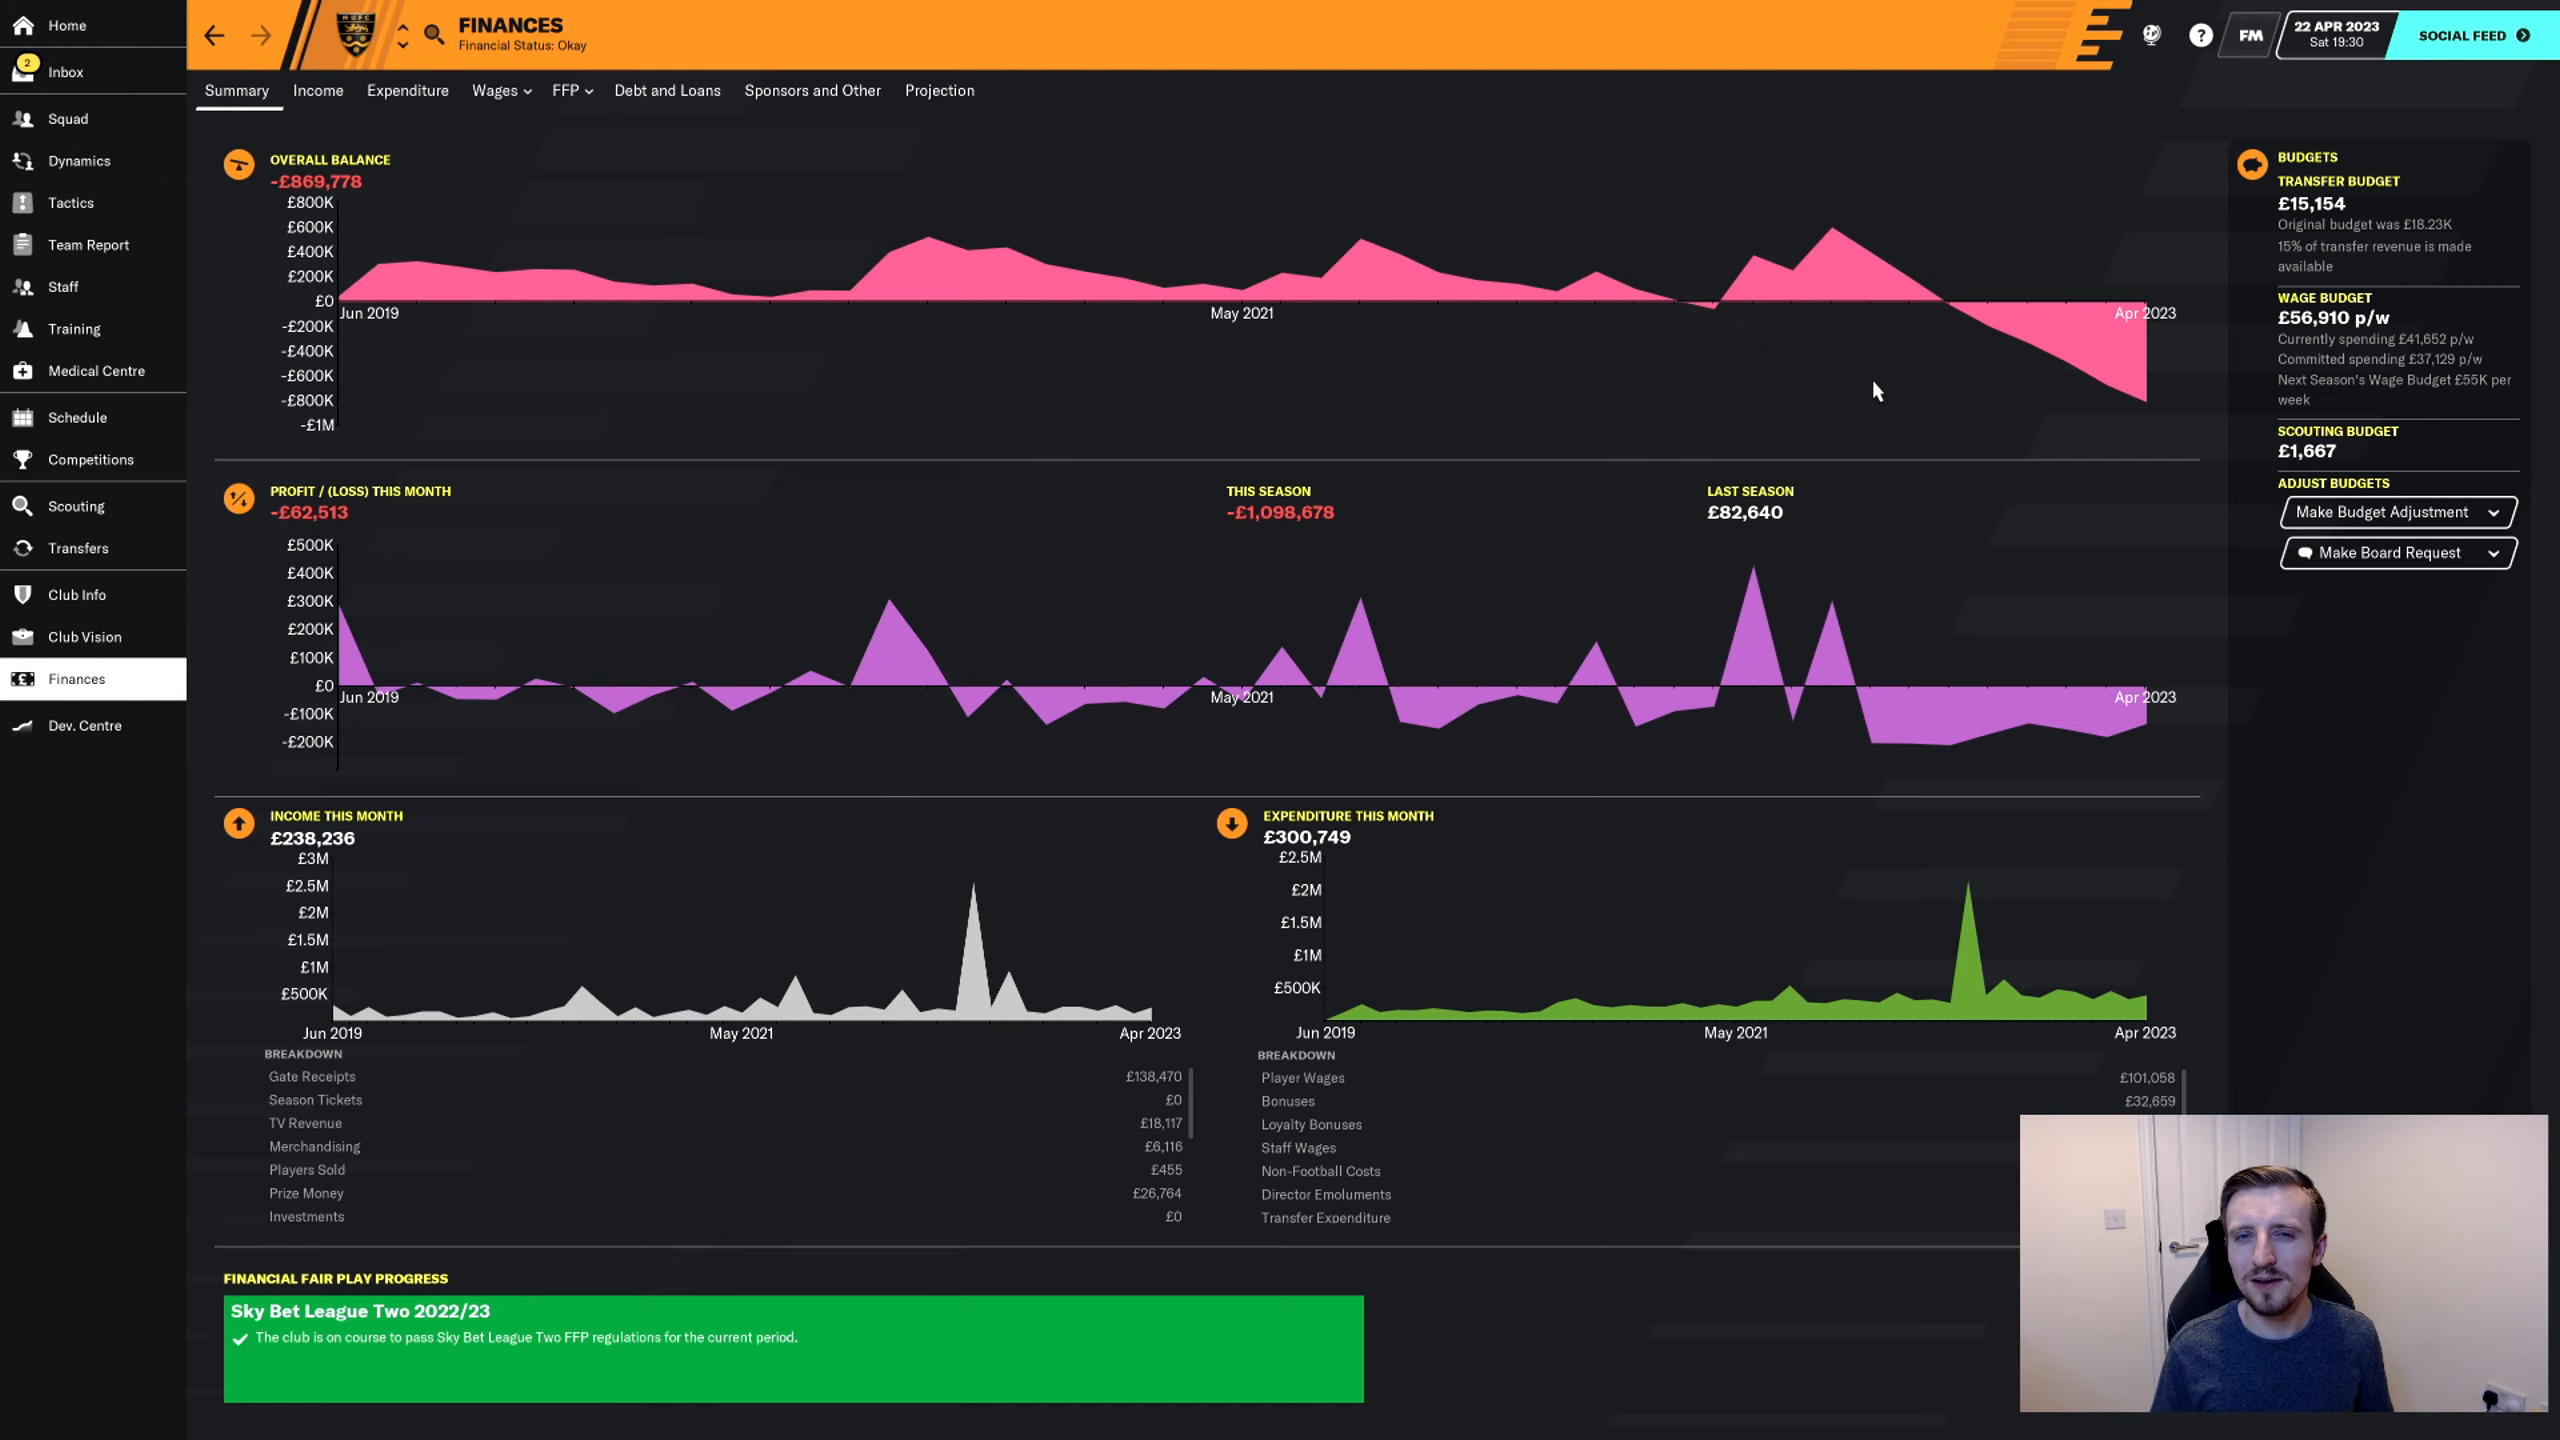 Home
2
Inbox
Squad
Dynamics
Tactics
Team Report
Staff
Training
Medical Centre
Schedule
Competitions
Scouting
Transfers
Club Info
Club Vision
Finances
Dev. Centre
MUFC
FINANCES
Financial Status: Okay
?
FM
22 APR 2023
Sat 19:30
SOCIAL FEED
Summary Income Expenditure Wages FFP Debt and Loans Sponsors and Other Projection
OVERALL BALANCE
-£869,778
£800K
£600K
£400K
£200K
£0
-£200K
-£400K
-£600K
-£800K
-£1M
Jun 2019 May 2021 Apr 2023
PROFIT / (LOSS) THIS MONTH
-£62,513
THIS SEASON
-£1,098,678
LAST SEASON
£82,640
£500K
£400K
£300K
£200K
£100K
£0
-£100K
-£200K
Jun 2019 May 2021 Apr 2023
INCOME THIS MONTH
£238,236
£3M
£2.5M
£2M
£1.5M
£1M
£500K
Jun 2019 May 2021 Apr 2023
BREAKDOWN
Gate Receipts £138,470
Season Tickets £0
TV Revenue £18,117
Merchandising £6,116
Players Sold £455
Prize Money £26,764
Investments £0
EXPENDITURE THIS MONTH
£300,749
£2.5M
£2M
£1.5M
£1M
£500K
Jun 2019 May 2021 Apr 2023
BREAKDOWN
Player Wages £101,058
Bonuses £32,659
Loyalty Bonuses
Staff Wages
Non-Football Costs
Director Emoluments
Transfer Expenditure
FINANCIAL FAIR PLAY PROGRESS
Sky Bet League Two 2022/23
The club is on course to pass Sky Bet League Two FFP regulations for the current period.
BUDGETS
TRANSFER BUDGET
£15,154
Original budget was £18.23K
15% of transfer revenue is made
available
WAGE BUDGET
£56,910 p/w
Currently spending £41,652 p/w
Committed spending £37,129 p/w
Next Season's Wage Budget £55K per
week
SCOUTING BUDGET
£1,667
ADJUST BUDGETS
Make Budget Adjustment
Make Board Request